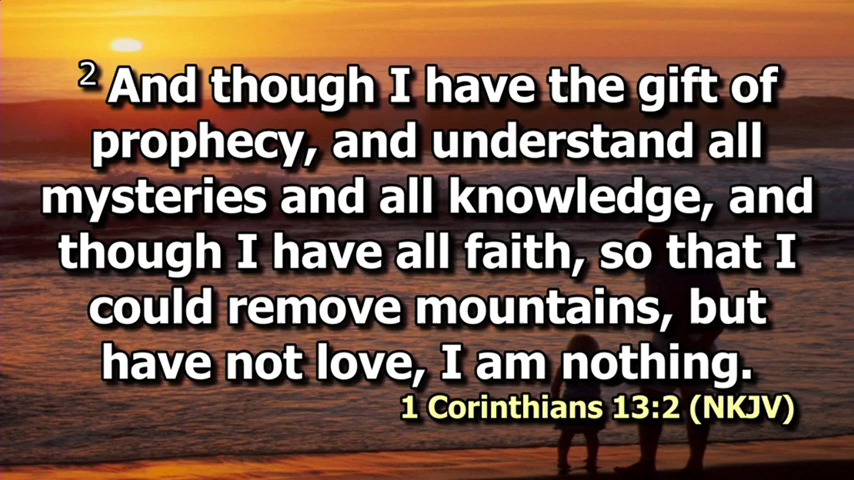 2 And though I have the gift of
prophecy, and understand all
mysteries and all knowledge, and
though I have all faith, so that I
could remove mountains, but
have not love, I am nothing.
1 Corinthians 13:2 (NKJV)